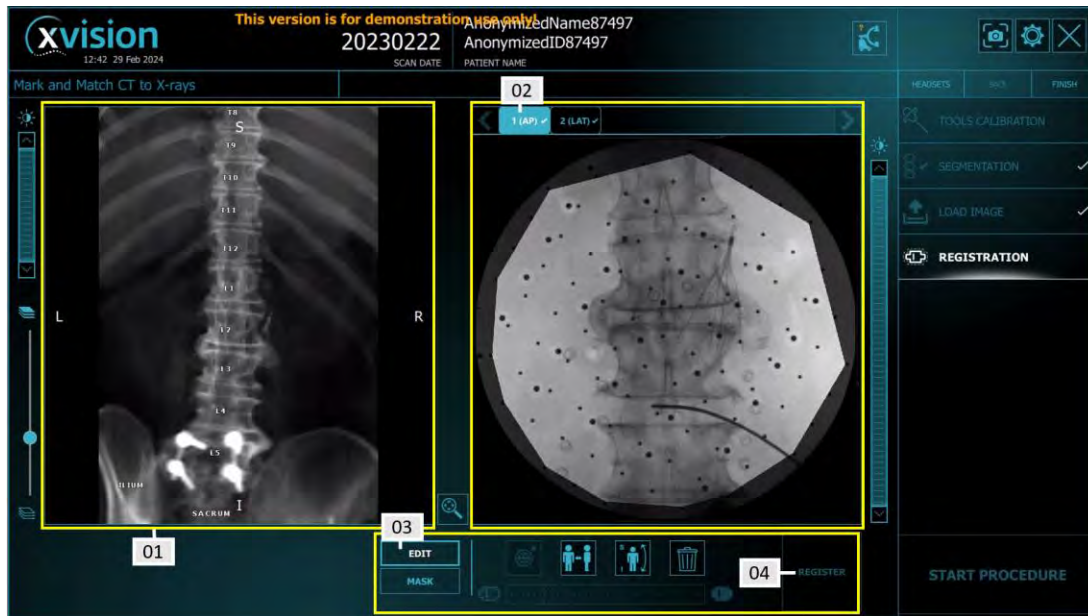 This version is for demonstration use only!
xvision
12:42 29 Feb 2024
20230222
SCAN DATE
AnonymizedName87497
AnonymizedID87497
PATIENT NAME
Mark and Match CT to X-rays
HEADSETS
BACK
FINISH
02
1 (AP)
2 (LAT)
TOOLS CALIBRATION
SEGMENTATION
LOAD IMAGE
REGISTRATION
T8
S
T9
T10
T11
T12
L1
L
R
L2
L3
L4
L5
ILIUM
I
SACRUM
01
03
EDIT
MASK
04
REGISTER
START PROCEDURE